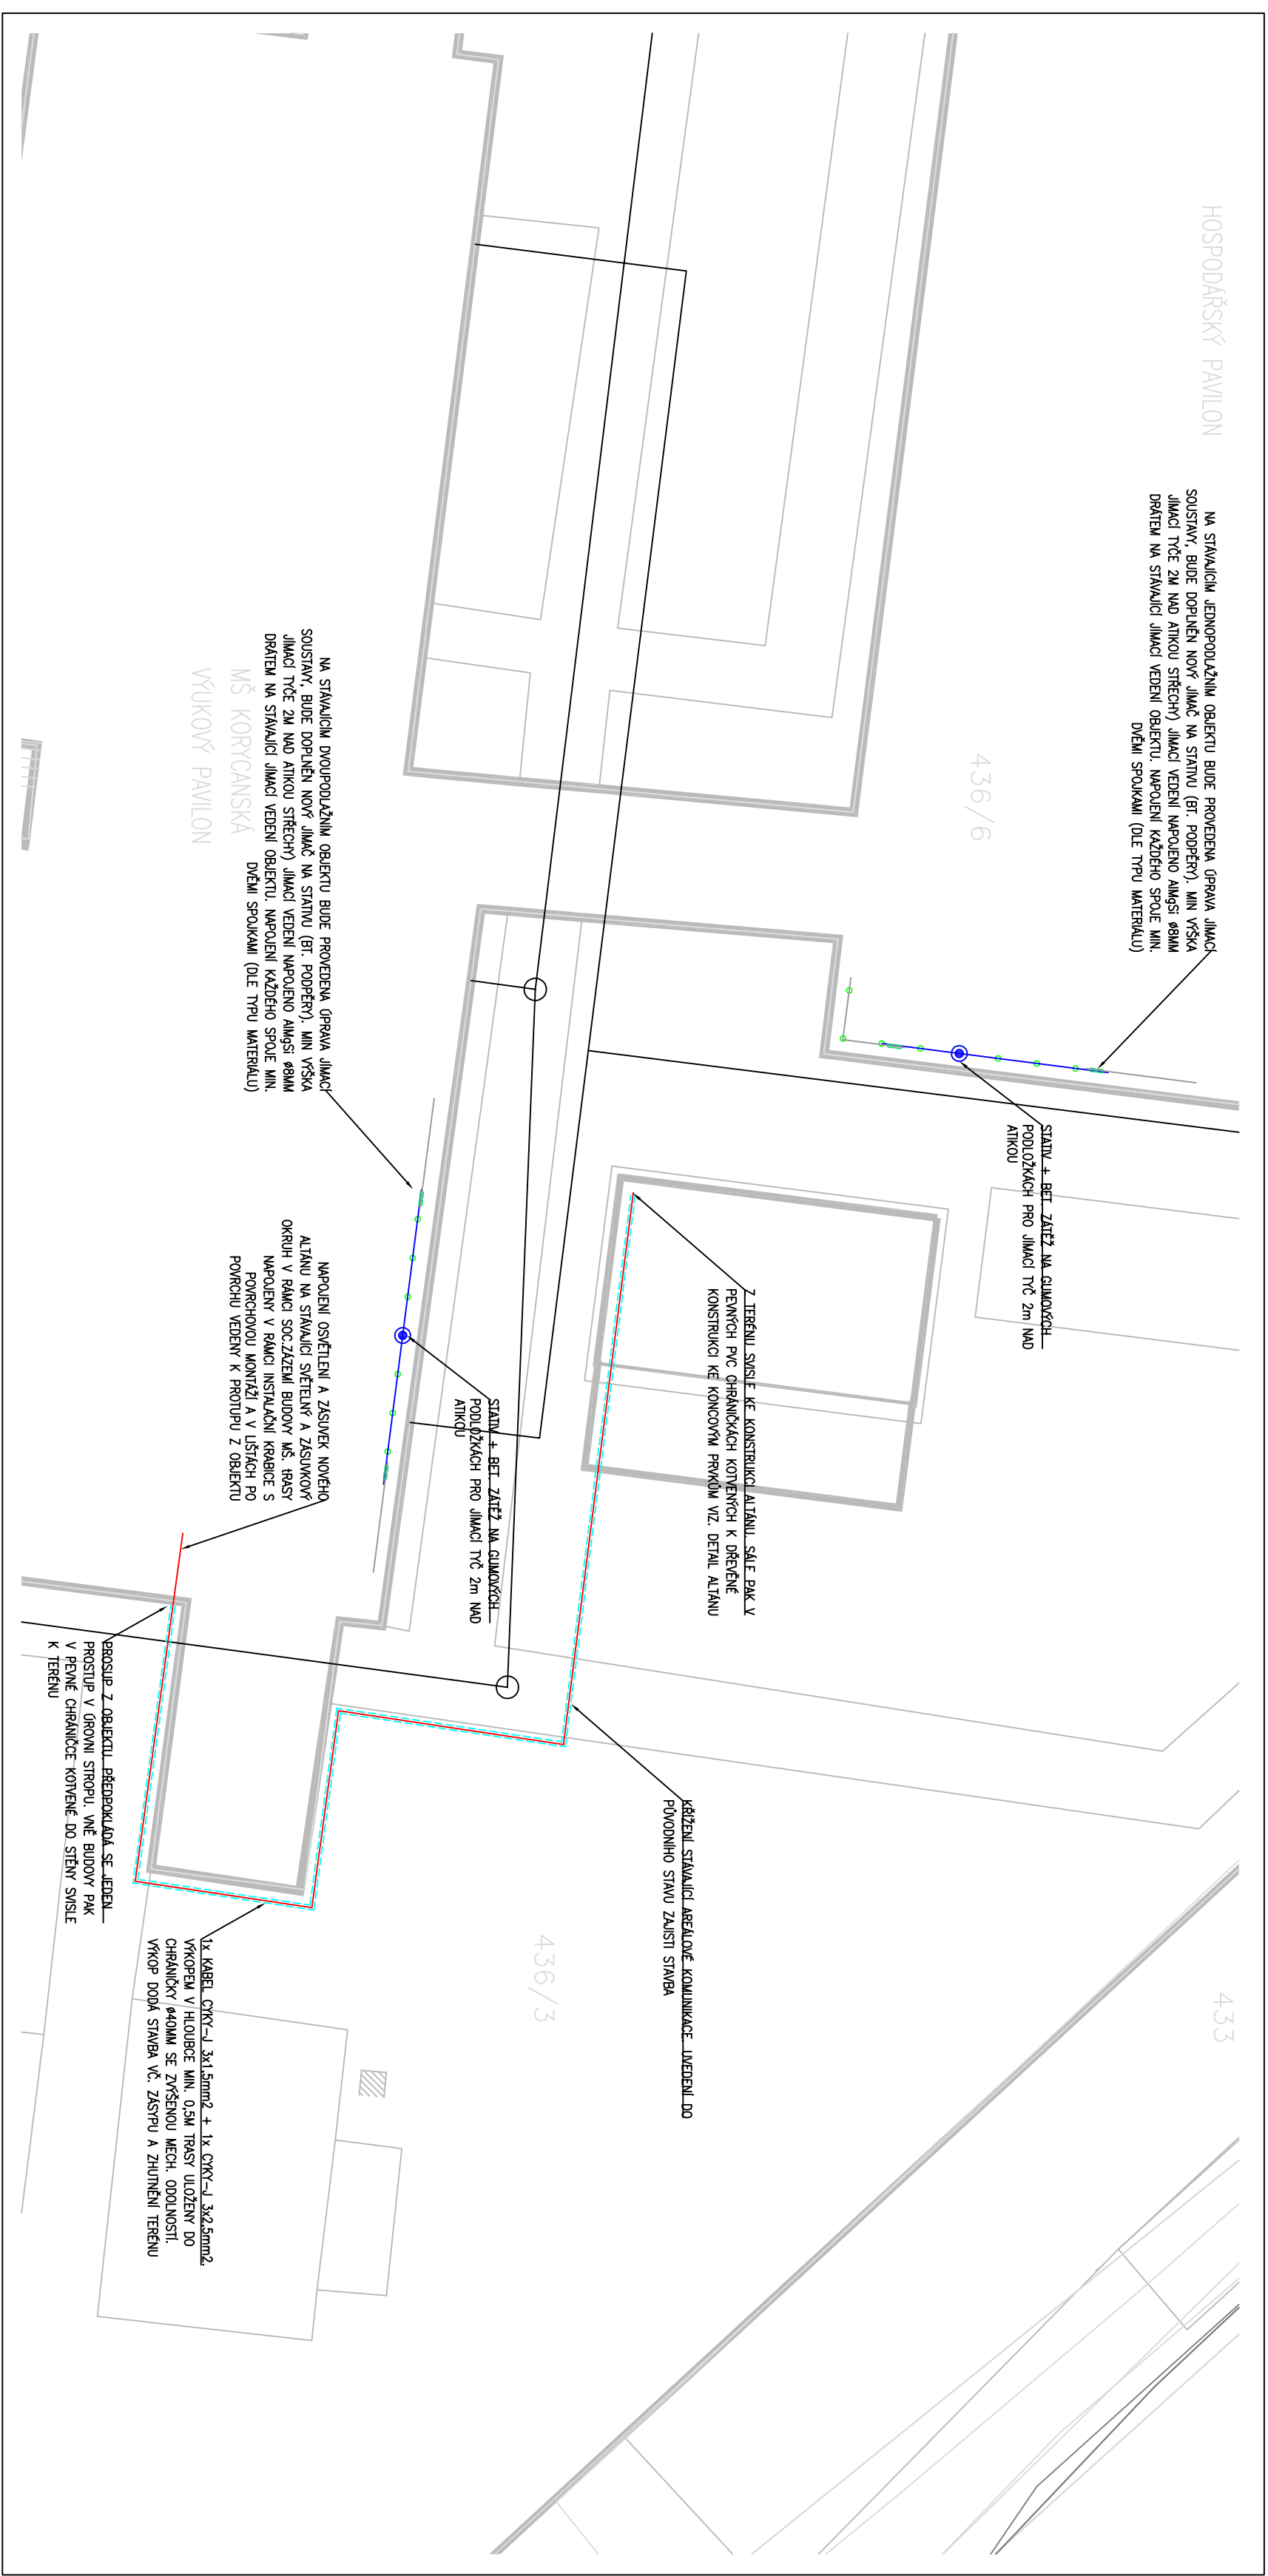 HOSPODÁŘSKÝ PAVILON
NA STÁVAJÍCÍM JEDNOPODLAŽNÍM OBJEKTU BUDE PROVEDENA ÚPRAVA JÍMACÍ
SOUSTAVY, BUDE DOPLNĚN NOVÝ JÍMAČ NA STATIVU (BT. PODPĚRY). MIN VÝŠKA
JÍMACÍ TYČE 2M NAD ATIKOU STŘECHY) JÍMACÍ VEDENÍ NAPOJENO AlMgSi ø8MM
DRÁTEM NA STÁVAJÍCÍ JÍMACÍ VEDENÍ OBJEKTU. NAPOJENÍ KAŽDÉHO SPOJE MIN.
DVĚMI SPOJKAMI (DLE TYPU MATERIÁLU)
436/6
STATIV + BET. ZÁTĚŽ NA GUMOVÝCH
PODLOŽKÁCH PRO JÍMACÍ TYČ 2m NAD
ATIKOU
433
Z TERÉNU SVISLE KE KONSTRUKCI ALTÁNU. SÁLE PAK V
PEVNÝCH PVC CHRÁNIČKÁCH KOTVENÝCH K DŘEVĚNÉ
KONSTRUKCI KE KONCOVÝM PRVKŮM VIZ. DETAIL ALTÁNU
KŘÍŽENÍ STÁVAJÍCÍ AREÁLOVÉ KOMUNIKACE. UVEDENÍ DO
PŮVODNÍHO STAVU ZAJISTI STAVBA
436/3
STATIV + BET. ZÁTĚŽ NA GUMOVÝCH
PODLOŽKÁCH PRO JÍMACÍ TYČ 2m NAD
ATIKOU
NA STÁVAJÍCÍM DVOUPODLAŽNÍM OBJEKTU BUDE PROVEDENA ÚPRAVA JÍMACÍ
SOUSTAVY, BUDE DOPLNĚN NOVÝ JÍMAČ NA STATIVU (BT. PODPĚRY). MIN VÝŠKA
JÍMACÍ TYČE 2M NAD ATIKOU STŘECHY) JÍMACÍ VEDENÍ NAPOJENO AlMgSi ø8MM
DRÁTEM NA STÁVAJÍCÍ JÍMACÍ VEDENÍ OBJEKTU. NAPOJENÍ KAŽDÉHO SPOJE MIN.
DVĚMI SPOJKAMI (DLE TYPU MATERIÁLU)
MŠ KORYCANSKÁ
VÝUKOVÝ PAVILON
NAPOJENÍ OSVĚTLENÍ A ZÁSUVEK NOVÉHO
ALTÁNU NA STÁVAJÍCÍ SVĚTELNÝ A ZÁSUVKOVÝ
OKRUH V RÁMCI SOC.ZÁZEMÍ BUDOVY MŠ. tRASY
NAPOJENY V RÁMCI INSTALAČNÍ KRABICE S
POVRCHOVOU MONTÁŽÍ A V LIŠTÁCH PO
POVRCHU VEDENY K PROTUPU Z OBJEKTU
1x KABEL CYKY-J 3x1,5mm2 + 1x CYKY-J 3x2,5mm2.
VÝKOPEM V HLOUBCE MIN. 0,5M TRASY ULOŽENY DO
CHRÁNIČKY ø40MM SE ZVÝŠENOU MECH. ODOLNOSTÍ.
VÝKOP DODÁ STAVBA VČ. ZÁSYPU A ZHUTNĚNÍ TERÉNU
PROSUP Z OBJEKTU. PŘEDPOKLÁDÁ SE JEDEN
PROSTUP V ÚROVNI STROPU. VNĚ BUDOVY PAK
V PEVNÉ CHRÁNIČCE KOTVENÉ DO STĚNY SVISLE
K TERÉNU